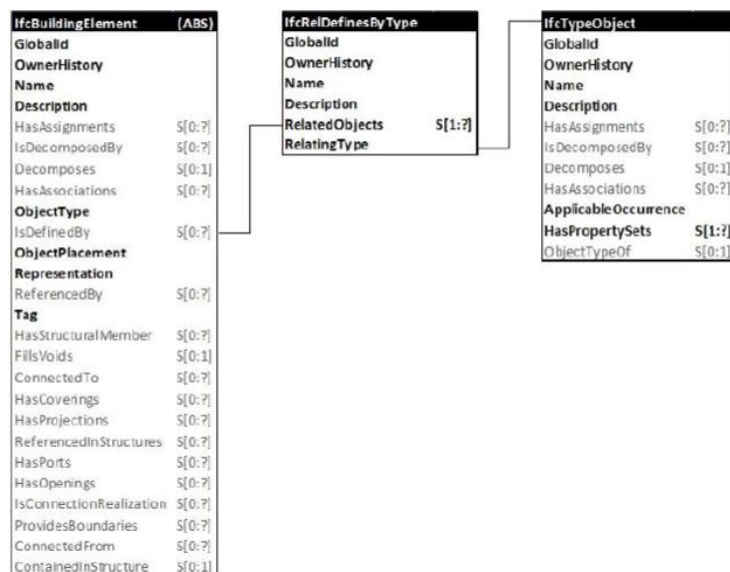 IfcBuildingElement (ABS)
GlobalId
OwnerHistory
Name
Description
HasAssignments S[0:?]
IsDecomposedBy S[0:?]
Decomposes S[0:1]
HasAssociations S[0:?]
ObjectType
IsDefinedBy S[0:?]
ObjectPlacement
Representation
ReferencedBy S[0:?]
Tag
HasStructuralMember S[0:?]
FillsVoids S[0:1]
ConnectedTo S[0:?]
HasCoverings S[0:?]
HasProjections S[0:?]
ReferencedInStructures S[0:?]
HasPorts S[0:?]
HasOpenings S[0:?]
IsConnectionRealization S[0:?]
ProvidesBoundaries S[0:?]
ConnectedFrom S[0:?]
ContainedInStructure S[0:1]
IfcRelDefinesByType
GlobalId
OwnerHistory
Name
Description
RelatedObjects S[1:?]
RelatingType
IfcTypeObject
GlobalId
OwnerHistory
Name
Description
HasAssignments S[0:?]
IsDecomposedBy S[0:?]
Decomposes S[0:1]
HasAssociations S[0:?]
ApplicableOccurrence
HasPropertySets S[1:?]
ObjectTypeOf S[0:1]